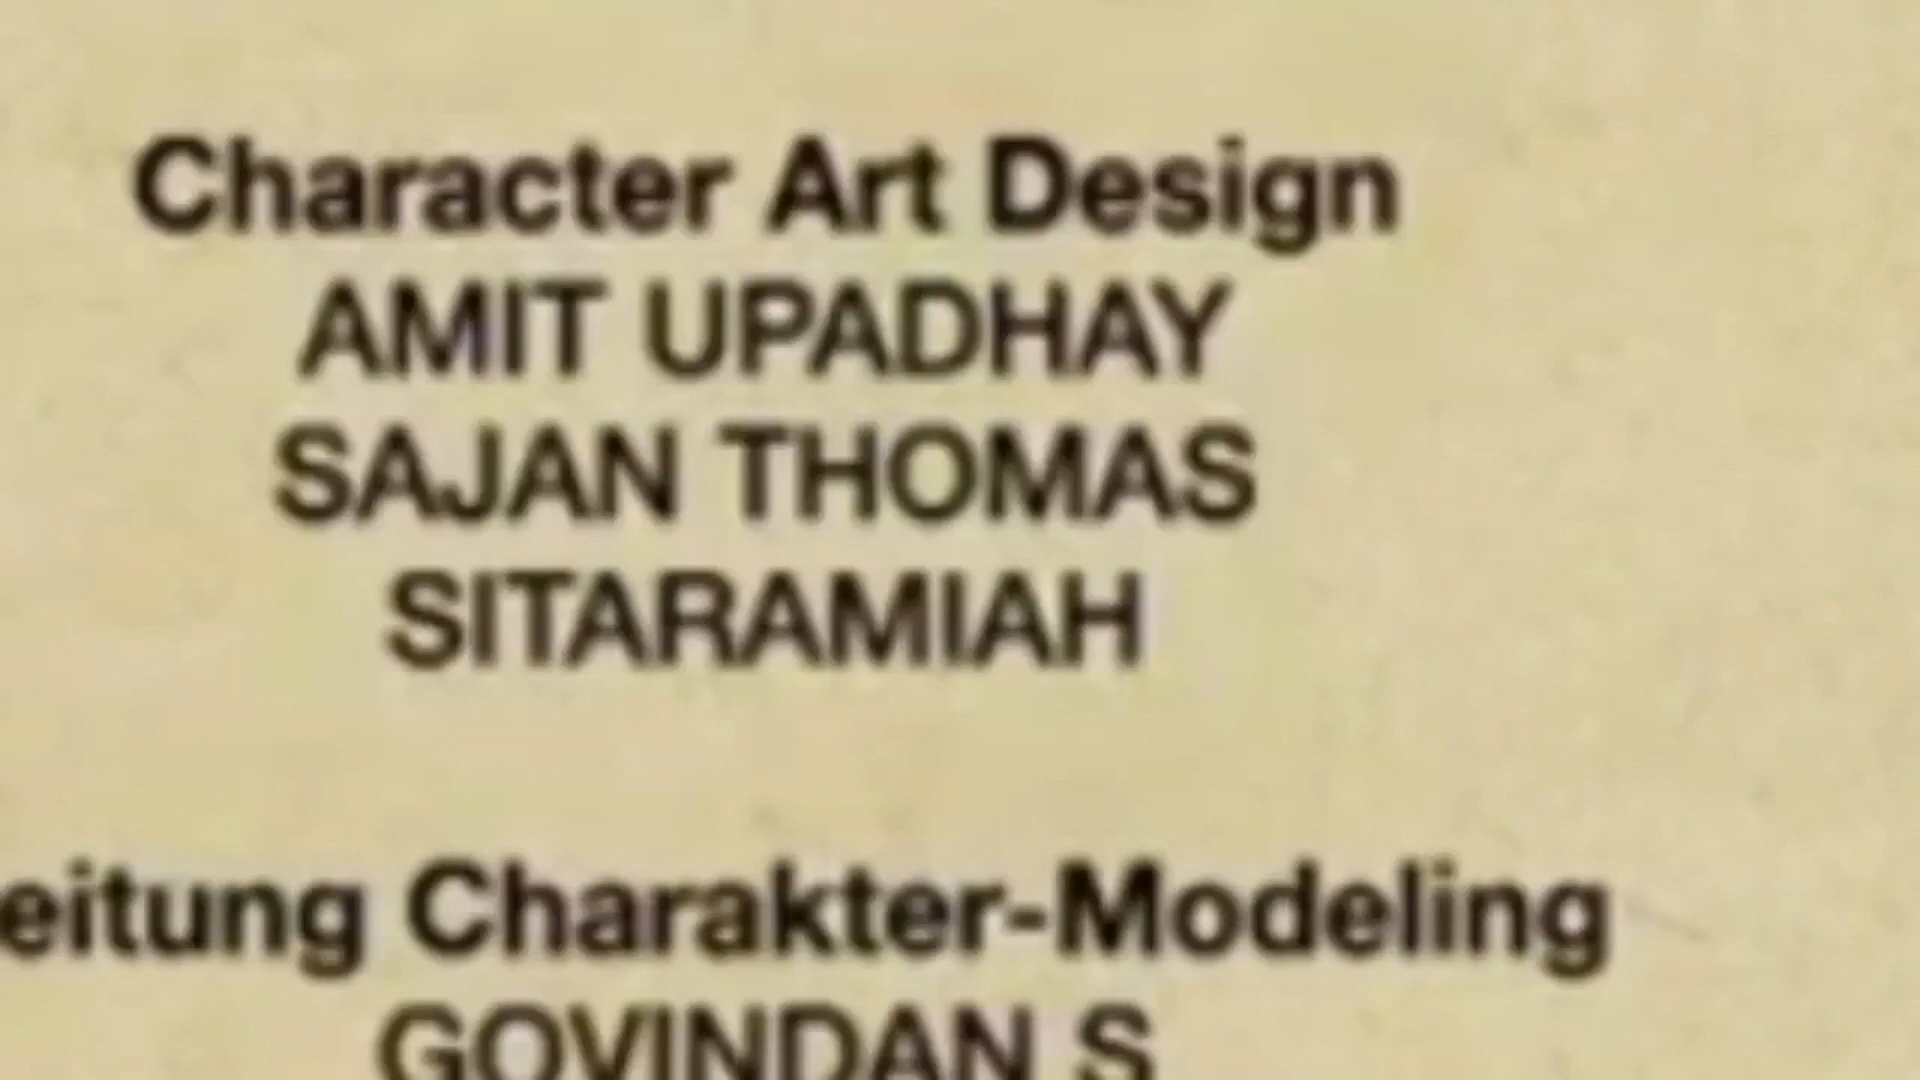 Character Art Design
AMIT UPADHAY
SAJAN THOMAS
SITARAMIAH
eitung Charakter-Modeling
GOVINDAN S